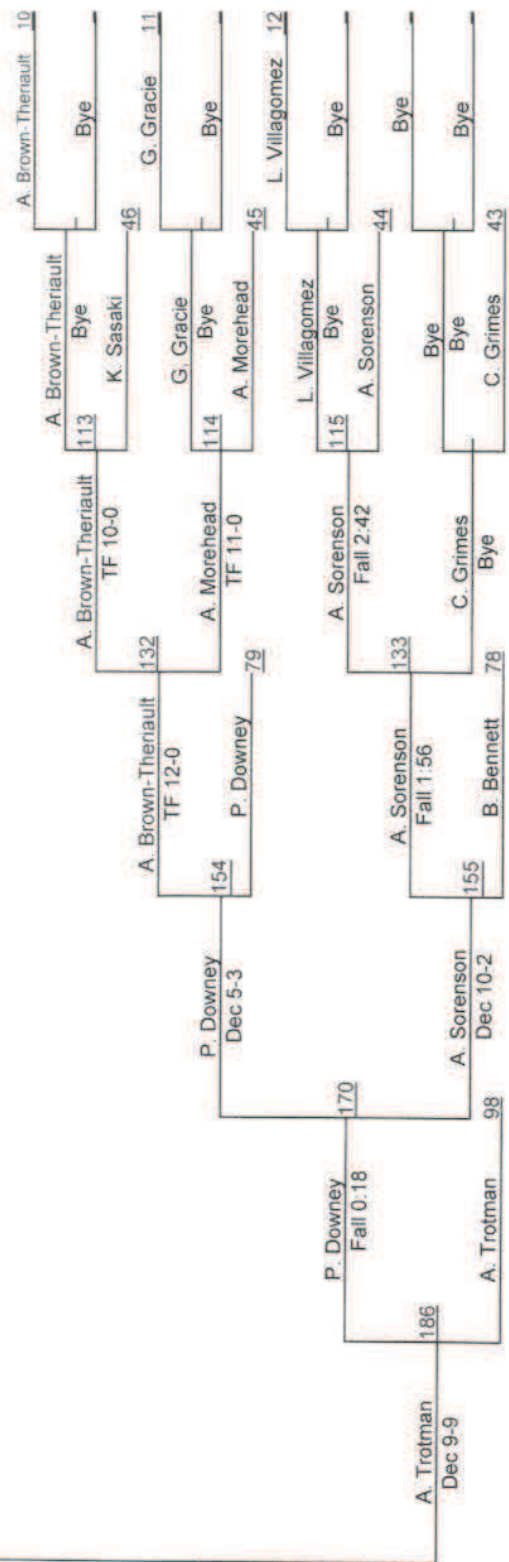 A. Brown-Theriault 10
Bye
G. Gracie 11
Bye
L. Villagomez 12
Bye
Bye
Bye
A. Brown-Theriault
Bye
K. Sasaki 46
G. Gracie
Bye
A. Morehead 45
L. Villagomez
Bye
A. Sorenson 44
Bye
Bye
C. Grimes 43
A. Brown-Theriault 113
TF 10-0
A. Morehead 114
TF 11-0
A. Sorenson 115
Fall 2:42
C. Grimes
Bye
A. Brown-Theriault 132
TF 12-0
P. Downey 79
A. Sorenson 133
Fall 1:56
B. Bennett 78
P. Downey 154
Dec 5-3
A. Sorenson 155
Dec 10-2
P. Downey 170
Fall 0:18
A. Trotman 98
A. Trotman 186
Dec 9-9